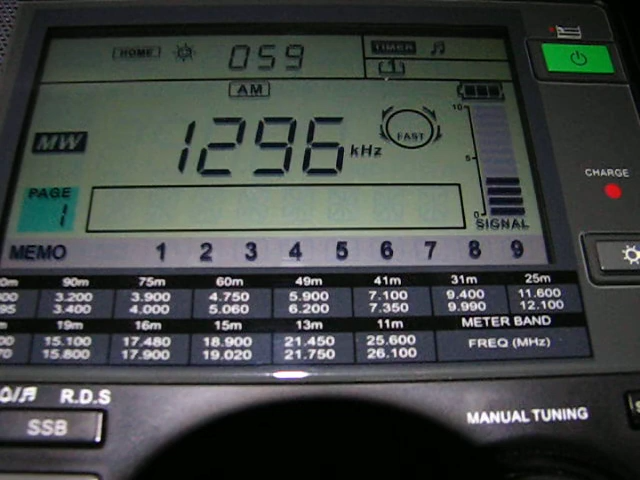 HOME 059 TIMER
1
AM
MW 1296 kHz FAST
10
5
0
PAGE 1
SIGNAL
MEMO 1 2 3 4 5 6 7 8 9
CHARGE
90m 75m 60m 49m 41m 31m 25m
3.200 3.900 4.750 5.900 7.100 9.400 11.600
3.400 4.000 5.060 6.200 7.350 9.990 12.100
19m 16m 15m 13m 11m METER BAND
15.100 17.480 18.900 21.450 25.600 FREQ (MHz)
15.800 17.900 19.020 21.750 26.100
R.D.S
SSB
MANUAL TUNING